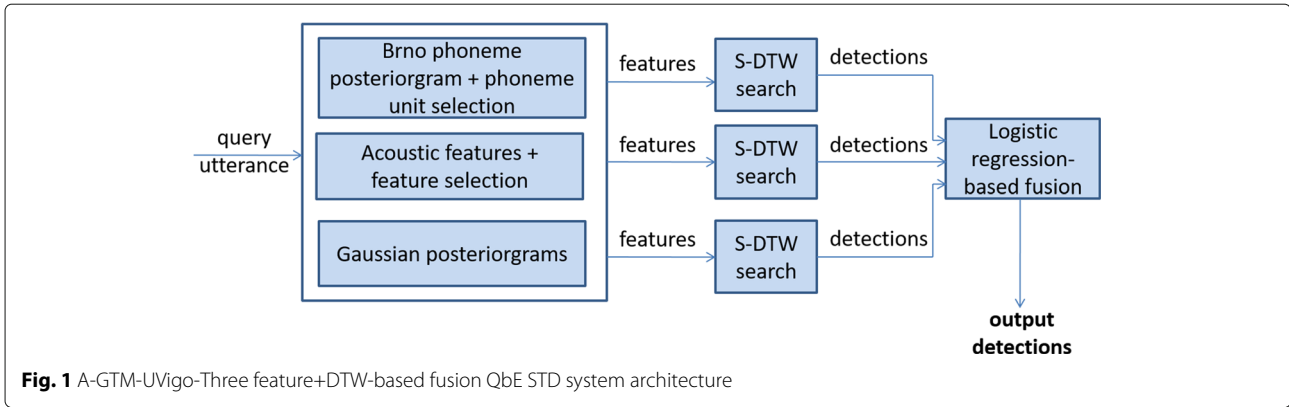 query
utterance
Brno phoneme
posteriorgram + phoneme
unit selection
Acoustic features +
feature selection
Gaussian posteriorgrams
features
features
features
S-DTW
search
S-DTW
search
S-DTW
search
detections
detections
detections
Logistic
regression-
based fusion
output
detections
Fig. 1 A-GTM-UVigo-Three feature+DTW-based fusion QbE STD system architecture